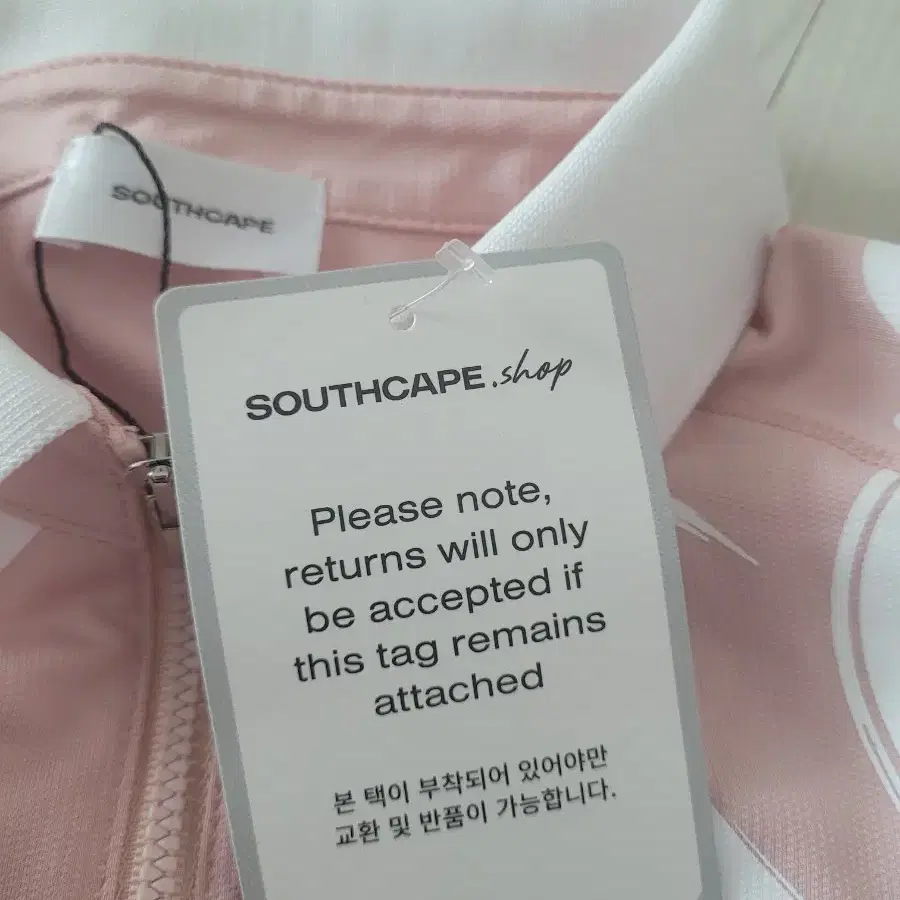 SOUTHCAPE
SOUTHCAPE.shop
Please note,
returns will only
be accepted if
this tag remains
attached
본 택이 부착되어 있어야만
교환 및 반품이 가능합니다.